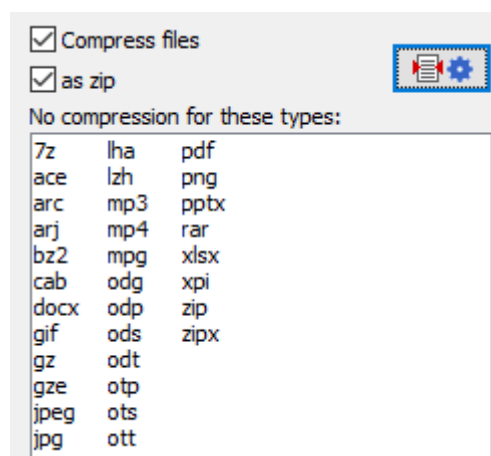 Compress files
as zip
No compression for these types:
7z lha pdf
ace lzh png
arc mp3 pptx
arj mp4 rar
bz2 mpg xlsx
cab odg xpi
docx odp zip
gif ods zipx
gz odt
gze otp
jpeg ots
jpg ott